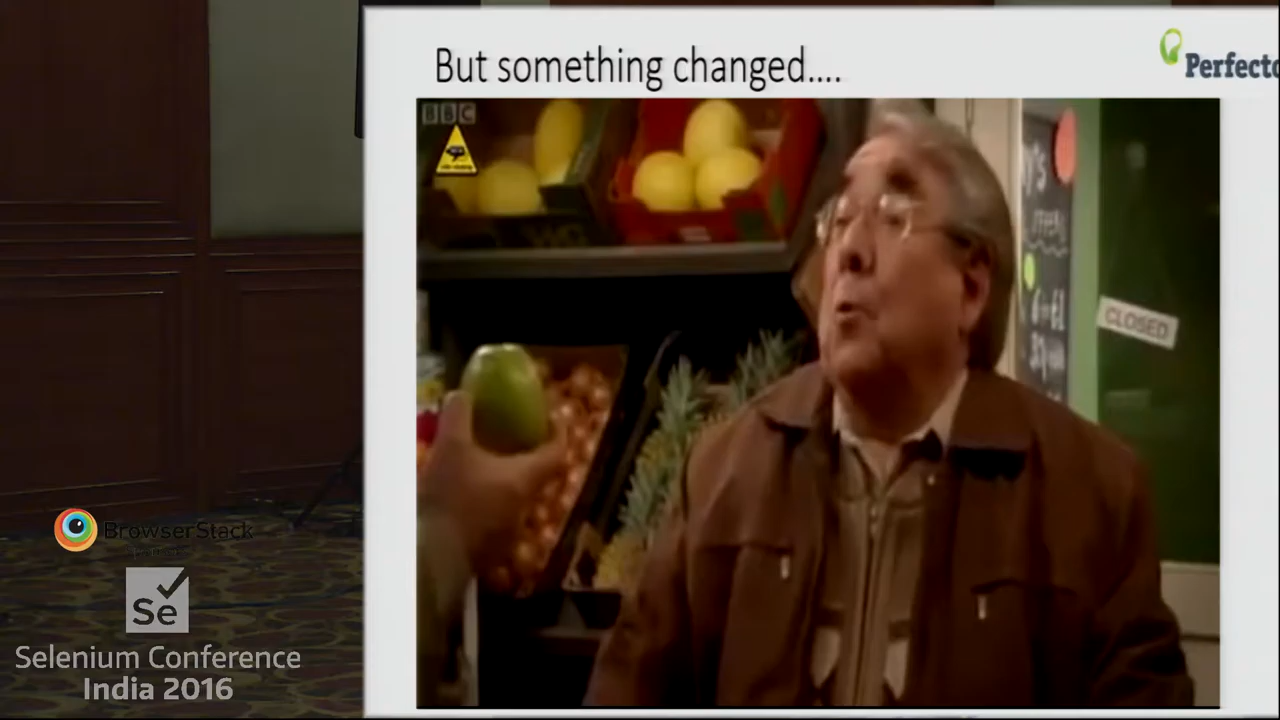 But something changed....
Perfecto
BBC
CLOSED
BrowserStack
Se
Selenium Conference
India 2016